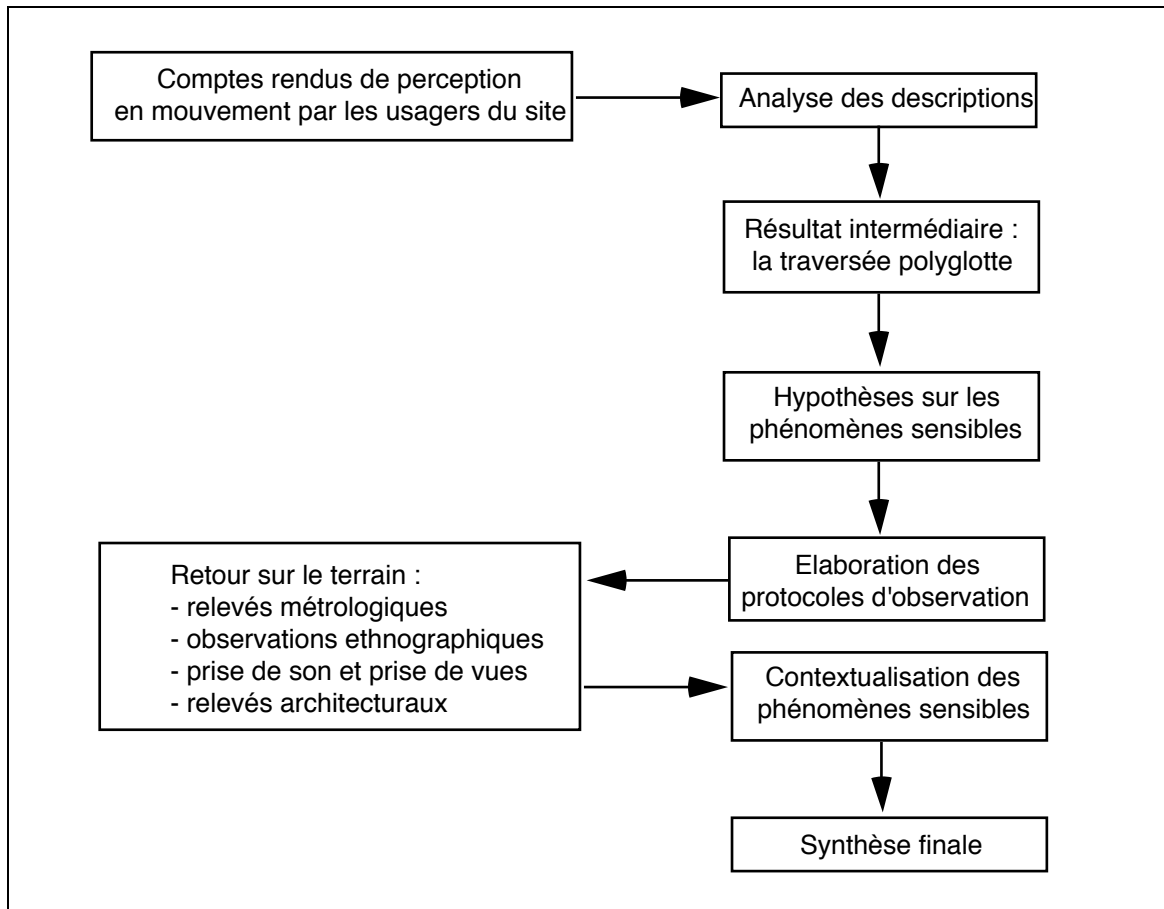 Comptes rendus de perception
en mouvement par les usagers du site
Analyse des descriptions
Résultat intermédiaire :
la traversée polyglotte
Hypothèses sur les
phénomènes sensibles
Elaboration des
protocoles d'observation
Retour sur le terrain :
- relevés métrologiques
- observations ethnographiques
- prise de son et prise de vues
- relevés architecturaux
Contextualisation des
phénomènes sensibles
Synthèse finale